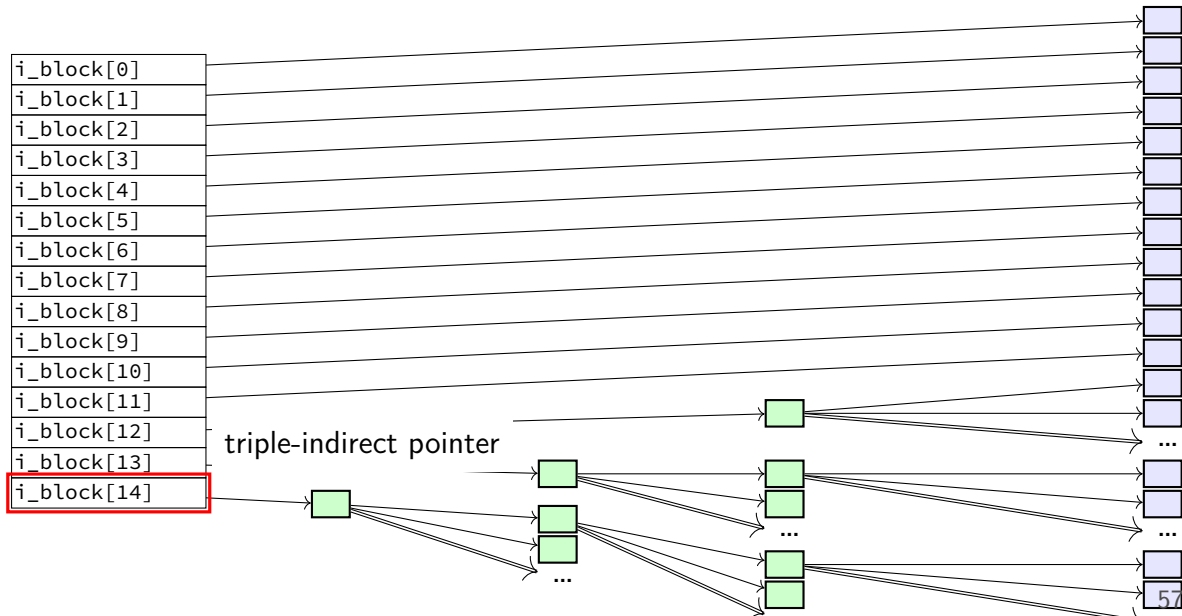 i_block[0]
i_block[1]
i_block[2]
i_block[3]
i_block[4]
i_block[5]
i_block[6]
i_block[7]
i_block[8]
i_block[9]
i_block[10]
i_block[11]
i_block[12]
i_block[13]
i_block[14]
triple-indirect pointer
...
...
...
...
57